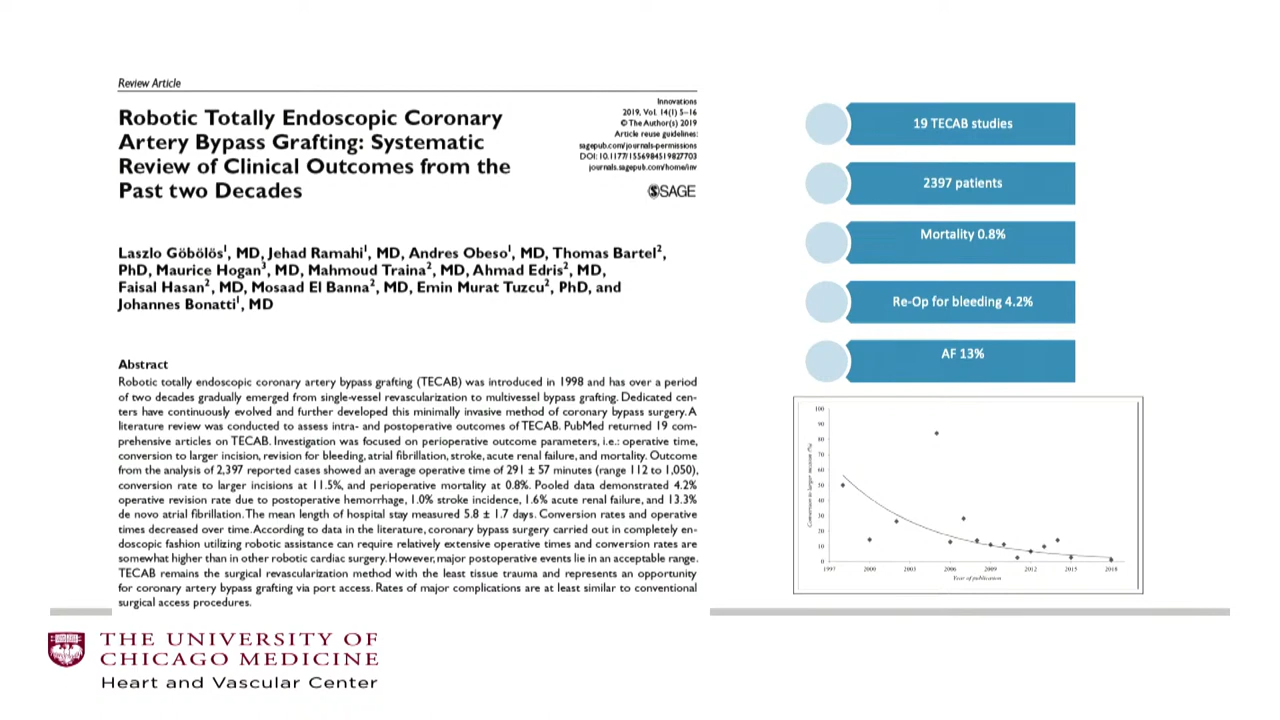 Review Article
Robotic Totally Endoscopic Coronary
Artery Bypass Grafting: Systematic
Review of Clinical Outcomes from the
Past two Decades
Innovations
2019, Vol. 14(1) 5–16
© The Author(s) 2019
Article reuse guidelines:
sagepub.com/journals-permissions
DOI: 10.1177/1556984519827703
journals.sagepub.com/home/inv
SAGE
Laszlo Göbölös¹, MD, Jehad Ramahi¹, MD, Andres Obeso¹, MD, Thomas Bartel²,
PhD, Maurice Hogan³, MD, Mahmoud Traina², MD, Ahmad Edris², MD,
Faisal Hasan², MD, Mosaad El Banna², MD, Emin Murat Tuzcu², PhD, and
Johannes Bonatti¹, MD
Abstract
Robotic totally endoscopic coronary artery bypass grafting (TECAB) was introduced in 1998 and has over a period
of two decades gradually emerged from single-vessel revascularization to multivessel bypass grafting. Dedicated cen-
ters have continuously evolved and further developed this minimally invasive method of coronary bypass surgery. A
literature review was conducted to assess intra- and postoperative outcomes of TECAB. PubMed returned 19 com-
prehensive articles on TECAB. Investigation was focused on perioperative outcome parameters, i.e.: operative time,
conversion to larger incision, revision for bleeding, atrial fibrillation, stroke, acute renal failure, and mortality. Outcome
from the analysis of 2,397 reported cases showed an average operative time of 291 ± 57 minutes (range 112 to 1,050),
conversion rate to larger incisions at 11.5%, and perioperative mortality at 0.8%. Pooled data demonstrated 4.2%
operative revision rate due to postoperative hemorrhage, 1.0% stroke incidence, 1.6% acute renal failure, and 13.3%
de novo atrial fibrillation. The mean length of hospital stay measured 5.8 ± 1.7 days. Conversion rates and operative
times decreased over time. According to data in the literature, coronary bypass surgery carried out in completely en-
doscopic fashion utilizing robotic assistance can require relatively extensive operative times and conversion rates are
somewhat higher than in other robotic cardiac surgery. However, major postoperative events lie in an acceptable range.
TECAB remains the surgical revascularization method with the least tissue trauma and represents an opportunity
for coronary artery bypass grafting via port access. Rates of major complications are at least similar to conventional
surgical access procedures.
19 TECAB studies
2397 patients
Mortality 0.8%
Re-Op for bleeding 4.2%
AF 13%
Conversion to larger incision (%)
100
90
80
70
60
50
40
30
20
10
0
1997 2000 2003 2006 2009 2012 2015 2018
Year of publication
THE UNIVERSITY OF
CHICAGO MEDICINE
Heart and Vascular Center